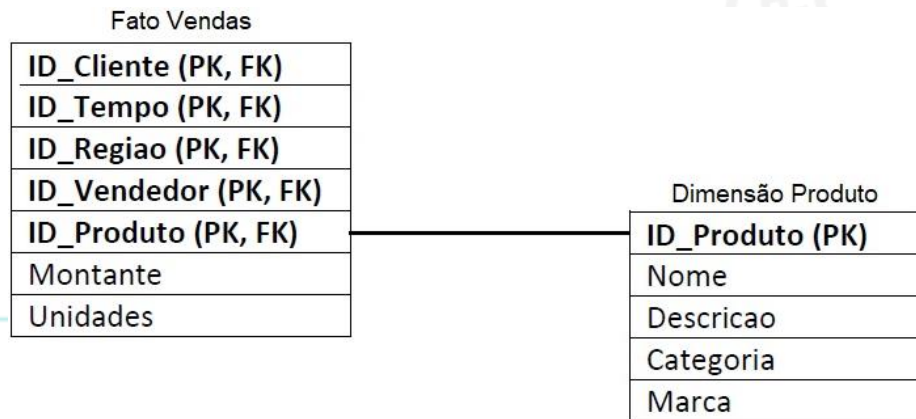 Fato Vendas
ID_Cliente (PK, FK)
ID_Tempo (PK, FK)
ID_Regiao (PK, FK)
ID_Vendedor (PK, FK)
ID_Produto (PK, FK)
Montante
Unidades
Dimensão Produto
ID_Produto (PK)
Nome
Descricao
Categoria
Marca